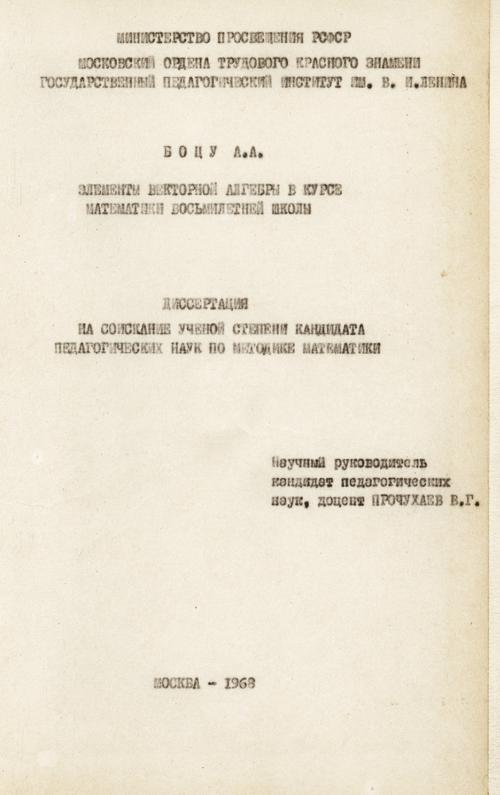 МИНИСТЕРСТВО ПРОСВЕЩЕНИЯ РСФСР
МОСКОВСКИЙ ОРДЕНА ТРУДОВОГО КРАСНОГО ЗНАМЕНИ
ГОСУДАРСТВЕННЫЙ ПЕДАГОГИЧЕСКИЙ ИНСТИТУТ ИМ. В. И.ЛЕНИНА
Б О Ц У А.А.
ЭЛЕМЕНТЫ ВЕКТОРНОЙ АЛГЕБРЫ В КУРСЕ
МАТЕМАТИКИ ВОСЬМИЛЕТНЕЙ ШКОЛЫ
ДИССЕРТАЦИЯ
НА СОИСКАНИЕ УЧЕНОЙ СТЕПЕНИ КАНДИДАТА
ПЕДАГОГИЧЕСКИХ НАУК ПО МЕТОДИКЕ МАТЕМАТИКИ
Научный руководитель
кандидат педагогических
наук, доцент ПРОЧУХАЕВ В.Г.
МОСКВА - 1968